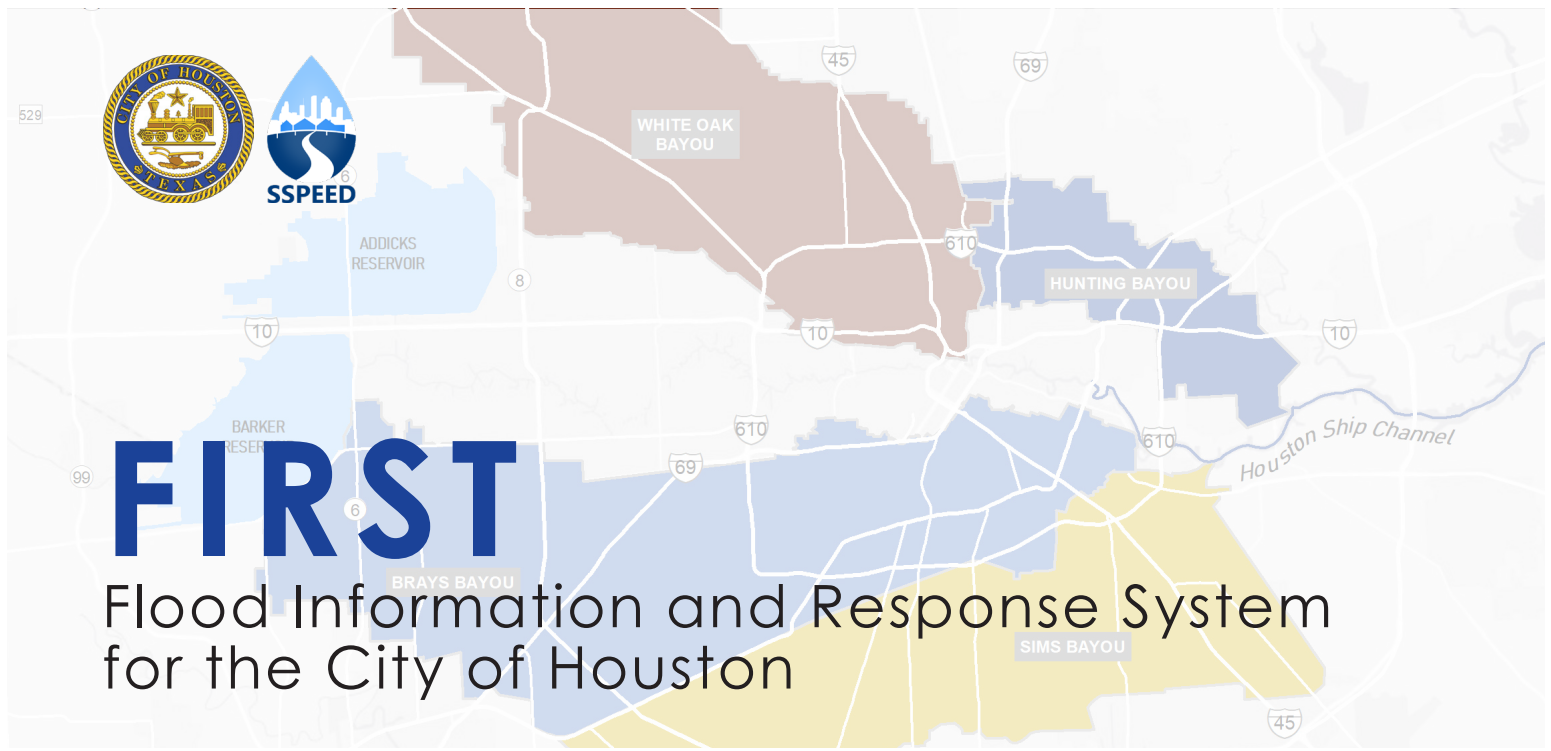 45
69
529
CITY OF HOUSTON
TEXAS
SSPEED
6
WHITE OAK
BAYOU
ADDICKS
RESERVOIR
610
8
HUNTING BAYOU
10
10
10
BARKER
RESERVOIR
610
610
Houston Ship Channel
69
99
FIRST
6
BRAYS BAYOU
Flood Information and Response System
for the City of Houston
SIMS BAYOU
45